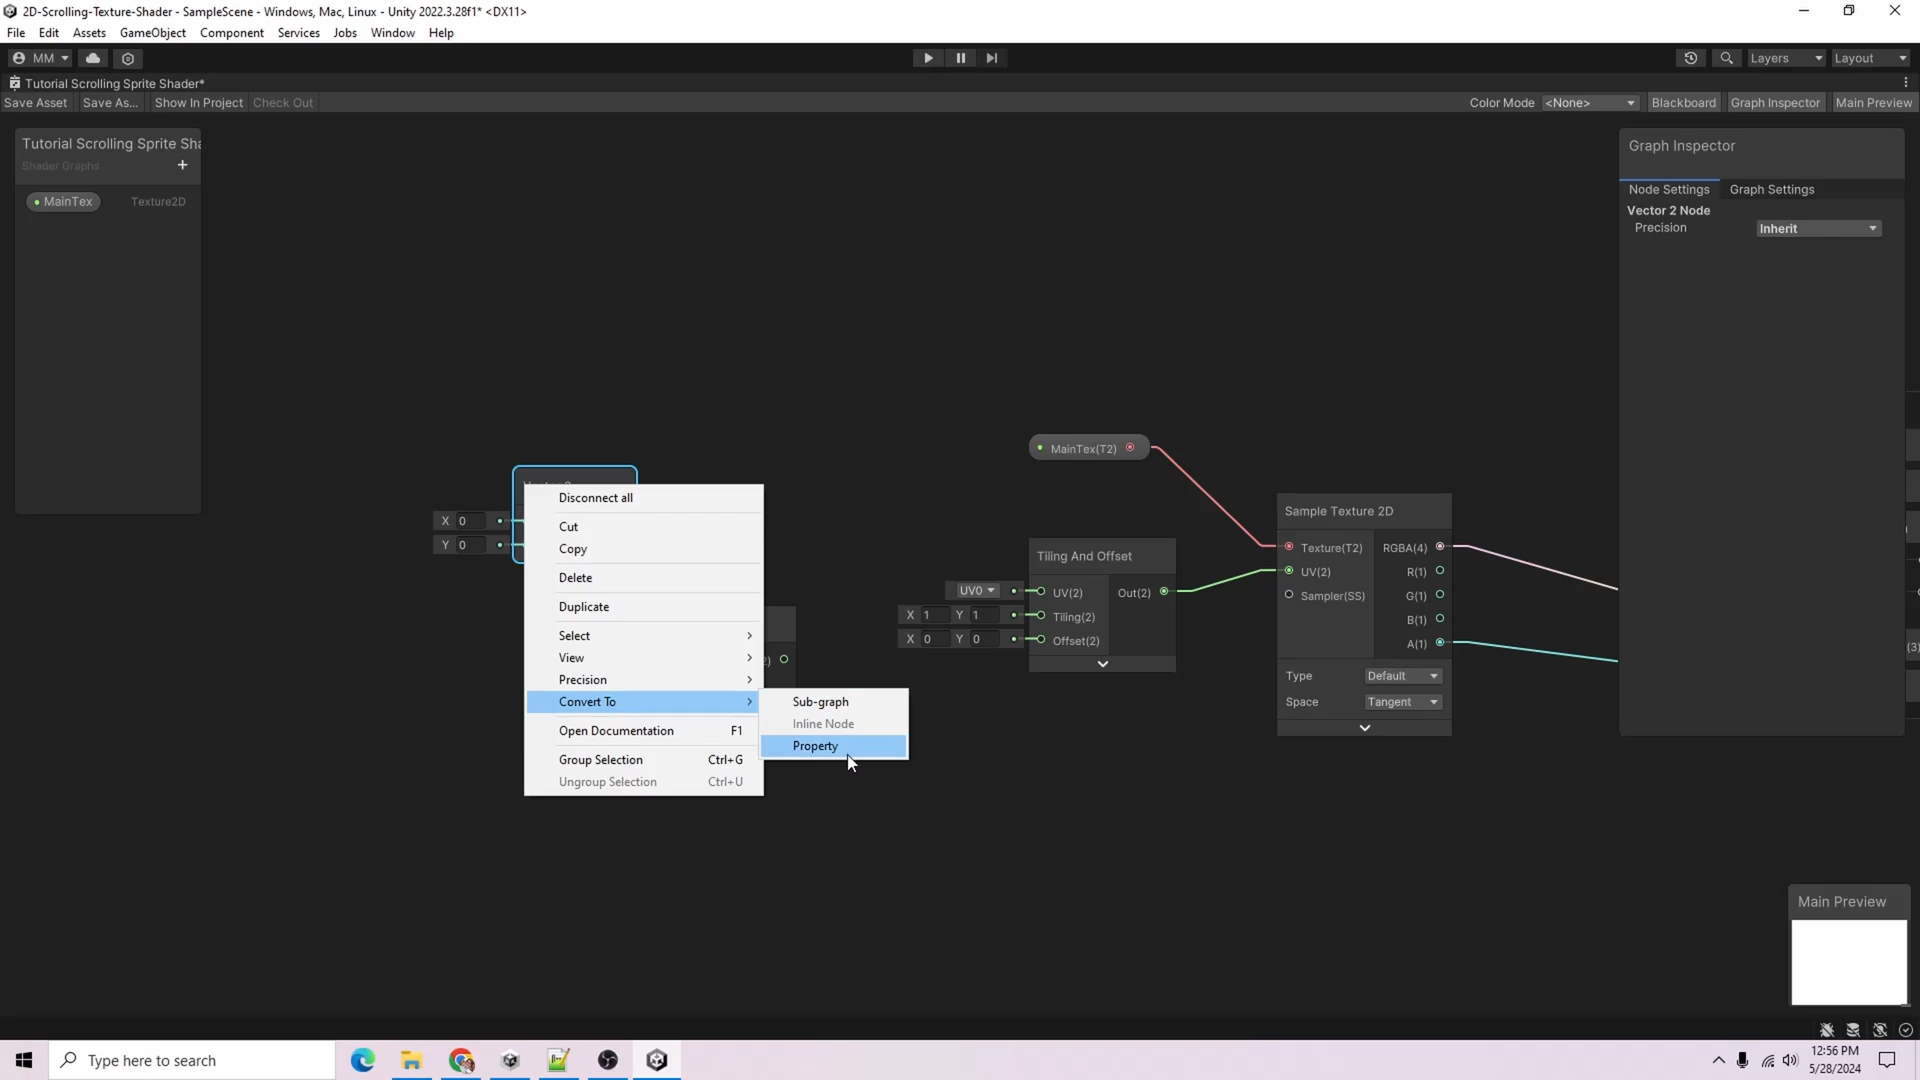 2D-Scrolling-Texture-Shader - SampleScene - Windows, Mac, Linux - Unity 2022.3.28f1* <DX11>
File Edit Assets GameObject Component Services Jobs Window Help
MM Layers Layout
Tutorial Scrolling Sprite Shader*
Save Asset Save As... Show In Project Check Out Color Mode <None> Blackboard Graph Inspector Main Preview
Tutorial Scrolling Sprite Sha
Shader Graphs +
MainTex Texture2D
Graph Inspector
Node Settings Graph Settings
Vector 2 Node
Precision Inherit
X 0
Y 0
Disconnect all
Cut
Copy
Delete
Duplicate
Select
View
Precision
Convert To
Open Documentation F1
Group Selection Ctrl+G
Ungroup Selection Ctrl+U
Sub-graph
Inline Node
Property
MainTex(T2)
Tiling And Offset
UV0 UV(2) Out(2)
X 1 Y 1 Tiling(2)
X 0 Y 0 Offset(2)
Sample Texture 2D
Texture(T2) RGBA(4)
UV(2) R(1)
Sampler(SS) G(1)
B(1)
A(1)
Type Default
Space Tangent
(3)
Main Preview
Type here to search
12:56 PM
5/28/2024